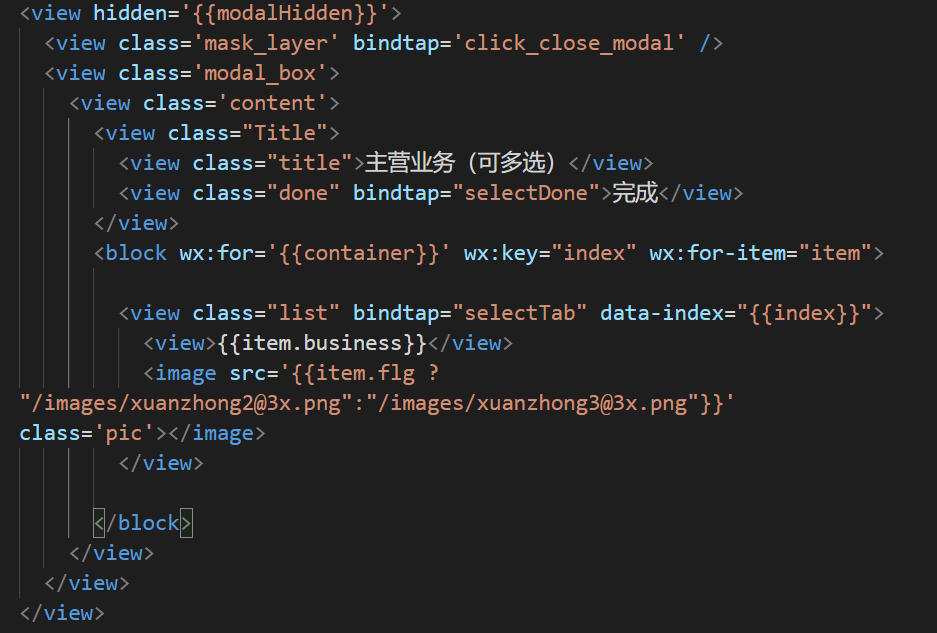 <view hidden='{{modalHidden}}'>
<view class='mask_layer' bindtap='click_close_modal' />
<view class='modal_box'>
<view class='content'>
<view class="Title">
<view class="title">主营业务（可多选）</view>
<view class="done" bindtap="selectDone">完成</view>
</view>
<block wx:for='{{container}}' wx:key="index" wx:for-item="item">
<view class="list" bindtap="selectTab" data-index="{{index}}">
<view>{{item.business}}</view>
<image src='{{item.flg ?
"/images/xuanzhong2@3x.png":"/images/xuanzhong3@3x.png"}}'
class='pic'></image>
</view>
</block>
</view>
</view>
</view>